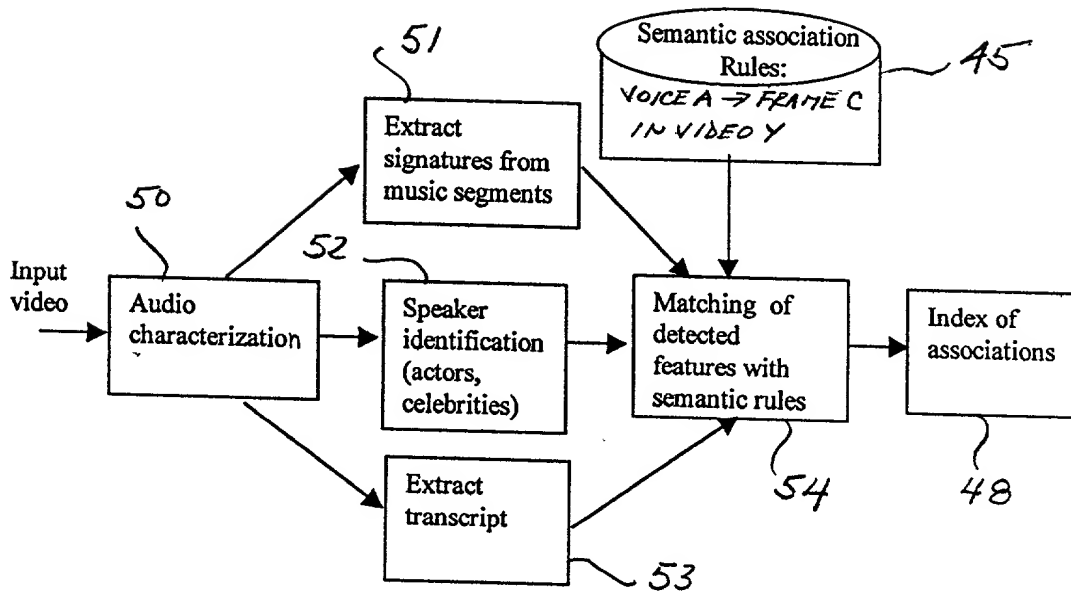 51
Semantic association
Rules:
VOICE A → FRAME C
IN VIDEO Y
45
Extract
signatures from
music segments
50
52
Input
video
Audio
characterization
Speaker
identification
(actors,
celebrities)
Matching of
detected
features with
semantic rules
Index of
associations
Extract
transcript
54
48
53